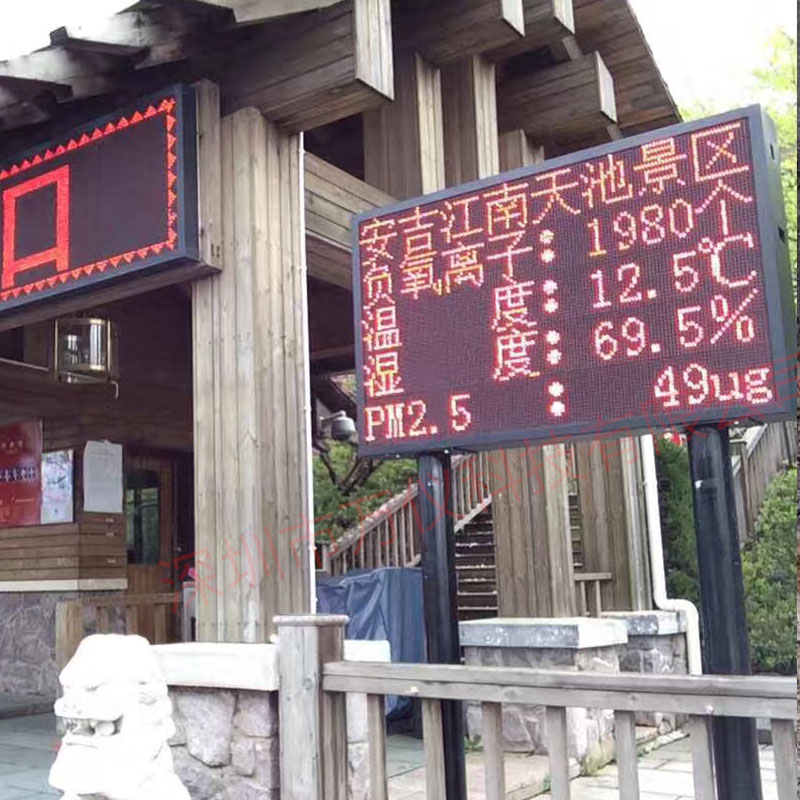 口
安吉江南天池景区
负氧离子：1980个
温度：12.5℃
湿度：69.5%
PM2.5：49ug